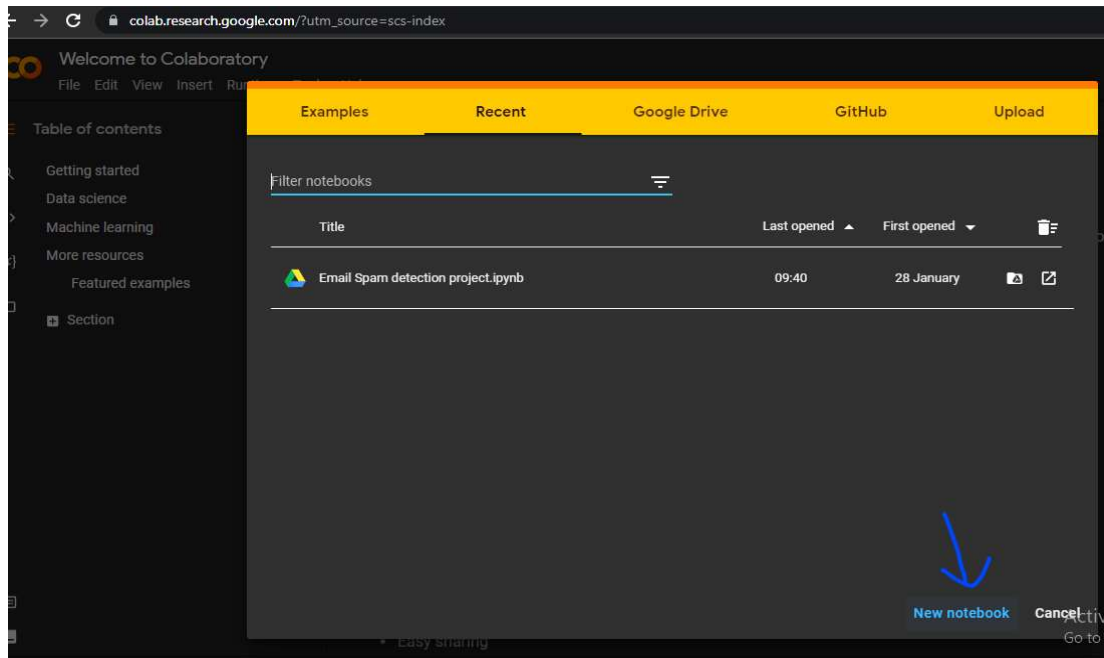 colab.research.google.com/?utm_source=scs-index
Welcome to Colaboratory
File Edit View Insert
Table of contents
Getting started
Data science
Machine learning
More resources
Featured examples
Section
Examples Recent Google Drive GitHub Upload
Filter notebooks
Title Last opened First opened
Email Spam detection project.ipynb 09:40 28 January
New notebook Cancel
Easy sharing
Go to